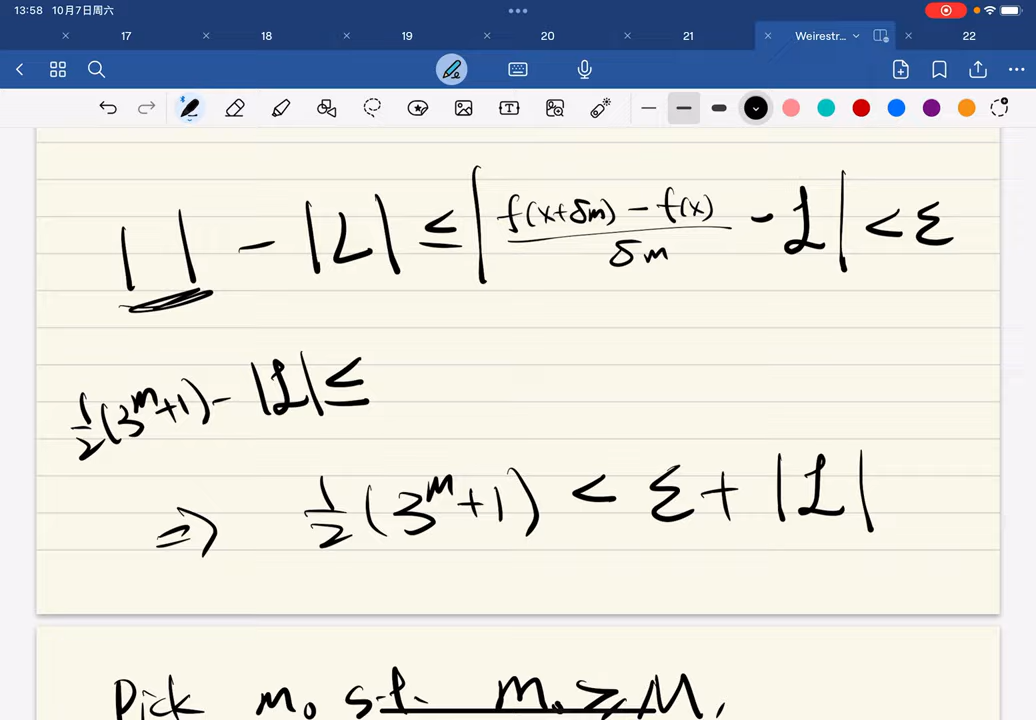 13:58 10月7日周六
17 18 19 20 21 Weirestr... 22
| | - |L| ≤ | f(x+δm) - f(x) / δm - L | < ε
1/2 (3^m+1) - |L| ≤
⇒ 1/2 (3^m+1) < ε + |L|
Pick m₀ s.t. m₀ ≥ M,